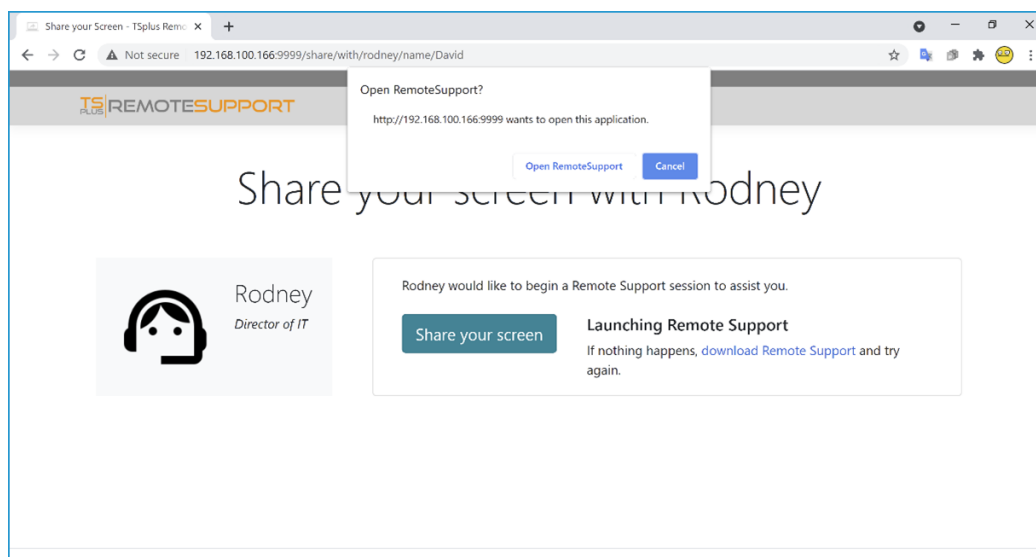 Share your Screen - TSplus Remo
Not secure 192.168.100.166:9999/share/with/rodney/name/David
Open RemoteSupport?
http://192.168.100.166:9999 wants to open this application.
Open RemoteSupport Cancel
TS PLUS REMOTESUPPORT
Share your screen with Rodney
Rodney
Director of IT
Rodney would like to begin a Remote Support session to assist you.
Share your screen
Launching Remote Support
If nothing happens, download Remote Support and try
again.